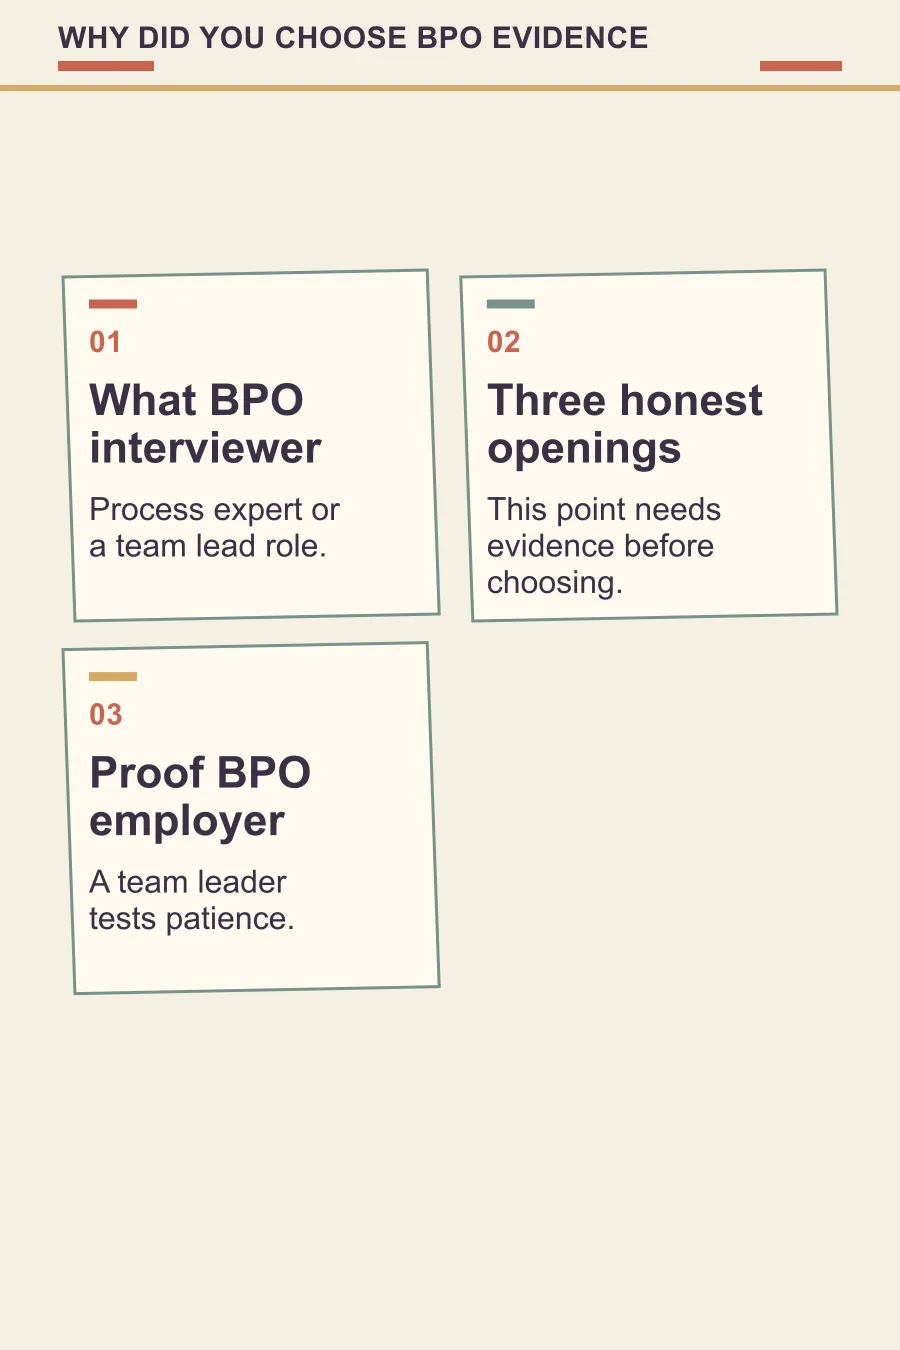 WHY DID YOU CHOOSE BPO EVIDENCE
01
What BPO
interviewer
Process expert or
a team lead role.
02
Three honest
openings
This point needs
evidence before
choosing.
03
Proof BPO
employer
A team leader
tests patience.